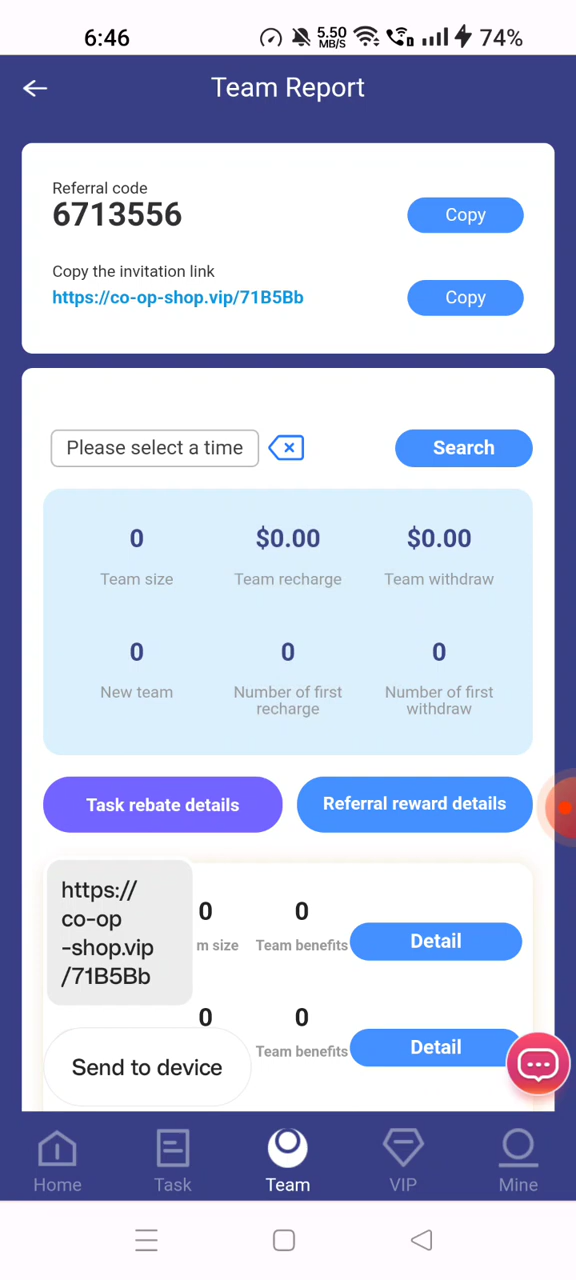 6:46
5.50
MB/S
74%
Team Report
Referral code
6713556
Copy
Copy the invitation link
https://co-op-shop.vip/71B5Bb
Copy
Please select a time
Search
0
$0.00
$0.00
Team size
Team recharge
Team withdraw
0
0
0
New team
Number of first
recharge
Number of first
withdraw
Task rebate details
Referral reward details
https://
co-op
-shop.vip
/71B5Bb
0
0
m size
Team benefits
Detail
0
0
Team benefits
Detail
Send to device
Home
Task
Team
VIP
Mine